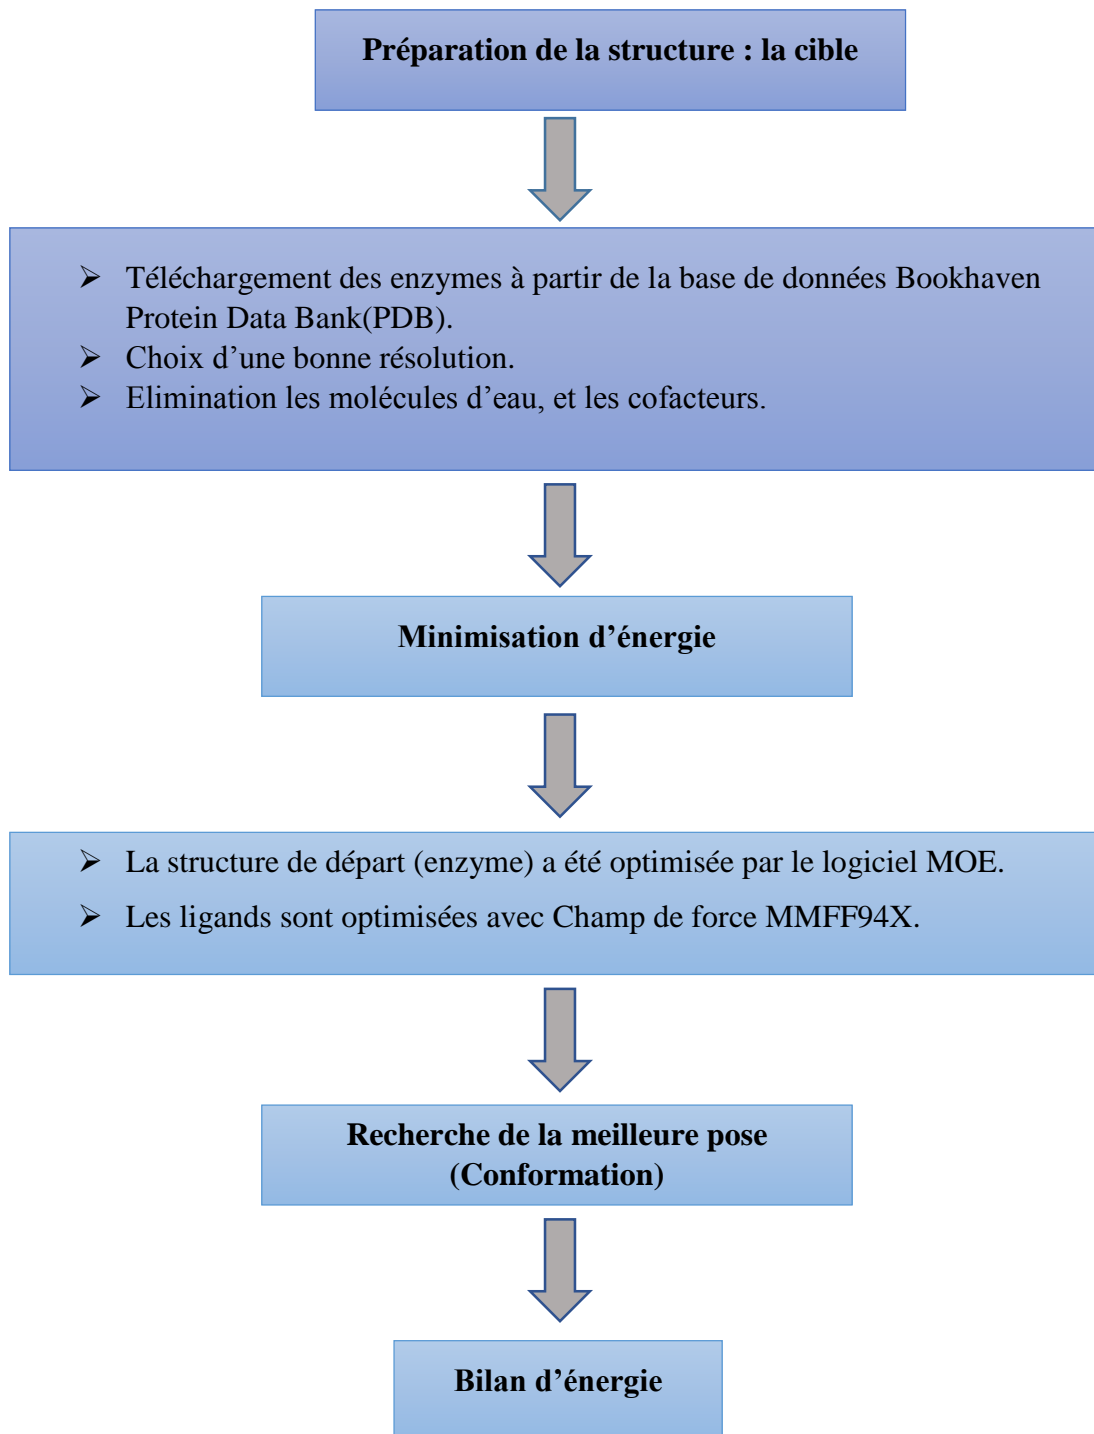 Préparation de la structure : la cible
➢ Téléchargement des enzymes à partir de la base de données Bookhaven
Protein Data Bank(PDB).
➢ Choix d’une bonne résolution.
➢ Elimination les molécules d’eau, et les cofacteurs.
Minimisation d’énergie
➢ La structure de départ (enzyme) a été optimisée par le logiciel MOE.
➢ Les ligands sont optimisées avec Champ de force MMFF94X.
Recherche de la meilleure pose
(Conformation)
Bilan d’énergie